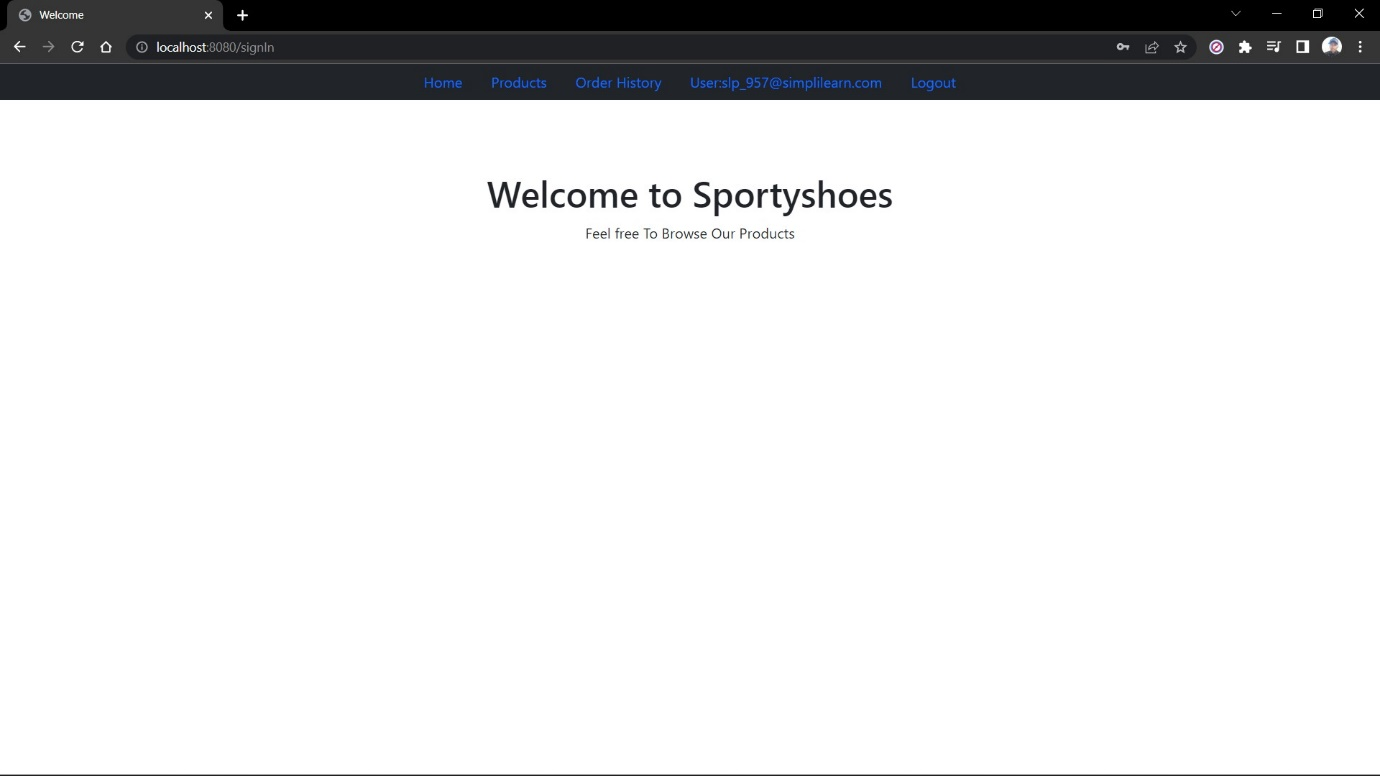 Welcome
localhost:8080/signIn
Home Products Order History User:slp_957@simplilearn.com Logout
Welcome to Sportyshoes
Feel free To Browse Our Products